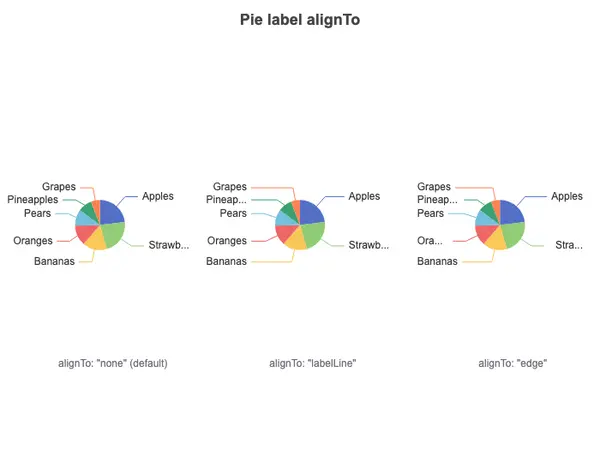 Pie label alignTo
Grapes
Pineapples
Pears
Oranges
Bananas
Apples
Strawb...
alignTo: "none" (default)
Grapes
Pineap...
Pears
Oranges
Bananas
Apples
Strawb...
alignTo: "labelLine"
Grapes
Pineap...
Pears
Ora...
Bananas
Apples
Stra...
alignTo: "edge"